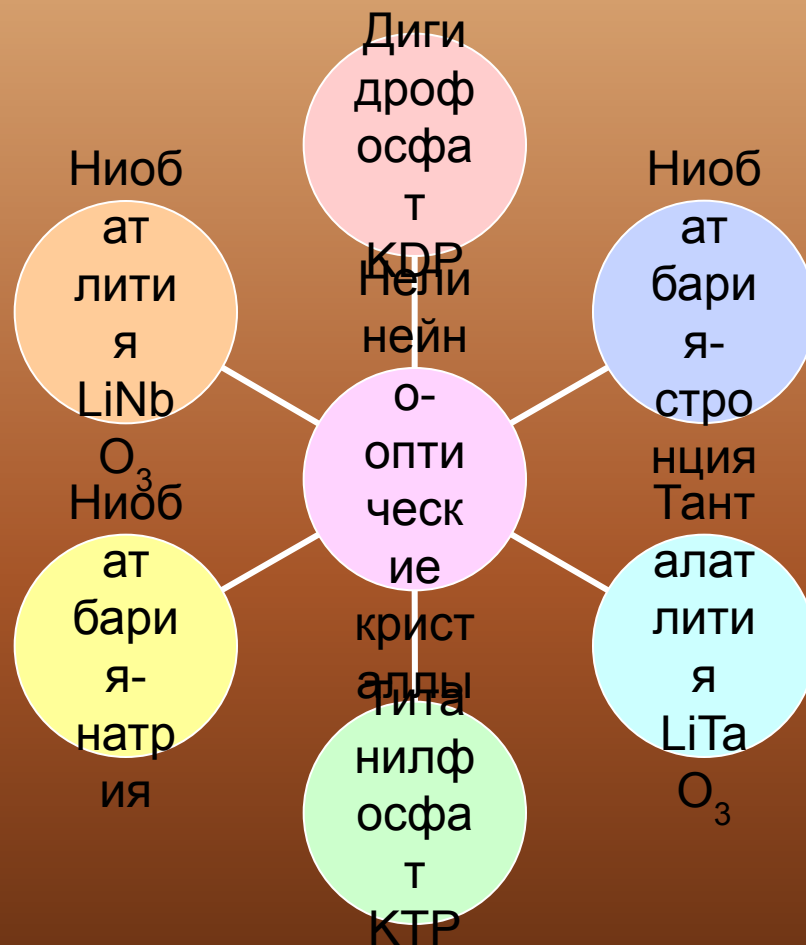 Диги
дроф
осфа
т
KDP
Ниоб
ат
лити
я
LiNb
O₃
Ниоб
ат
бари
я-
стро
нция
Нели
нейн
о-
опти
ческ
ие
крист
аллы
Ниоб
ат
бари
я-
натр
ия
Тант
алат
лити
я
LiTa
O₃
Тита
нилф
осфа
т
KTP